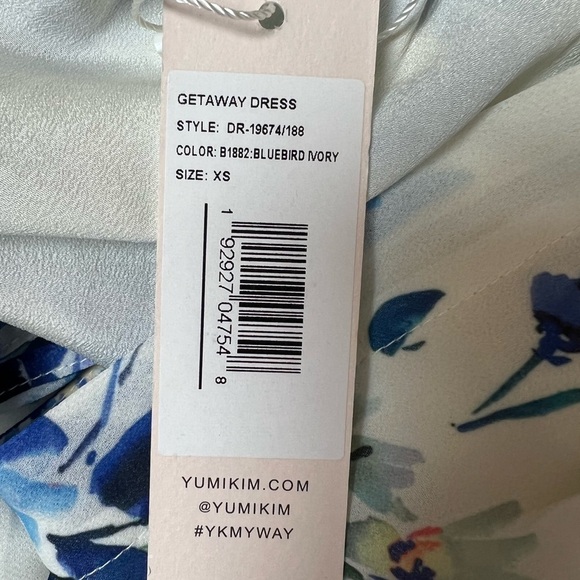 GETAWAY DRESS
STYLE: DR-19674/188
COLOR: B1882:BLUEBIRD IVORY
SIZE: XS
1 92927 04754 8
YUMIKIM.COM
@YUMIKIM
#YKMYWAY